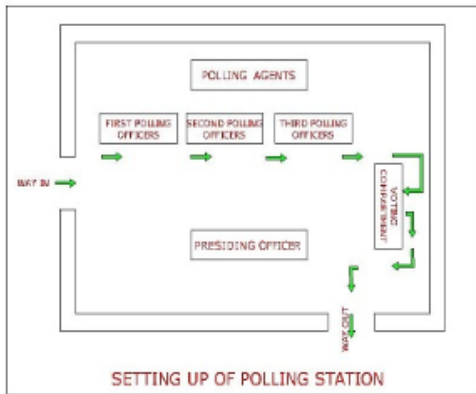 POLLING AGENTS
FIRST POLLING
OFFICERS
SECOND POLLING
OFFICERS
THIRD POLLING
OFFICERS
WAY IN
VOTING
COMPARTMENT
PRESIDING OFFICER
WAY OUT
SETTING UP OF POLLING STATION